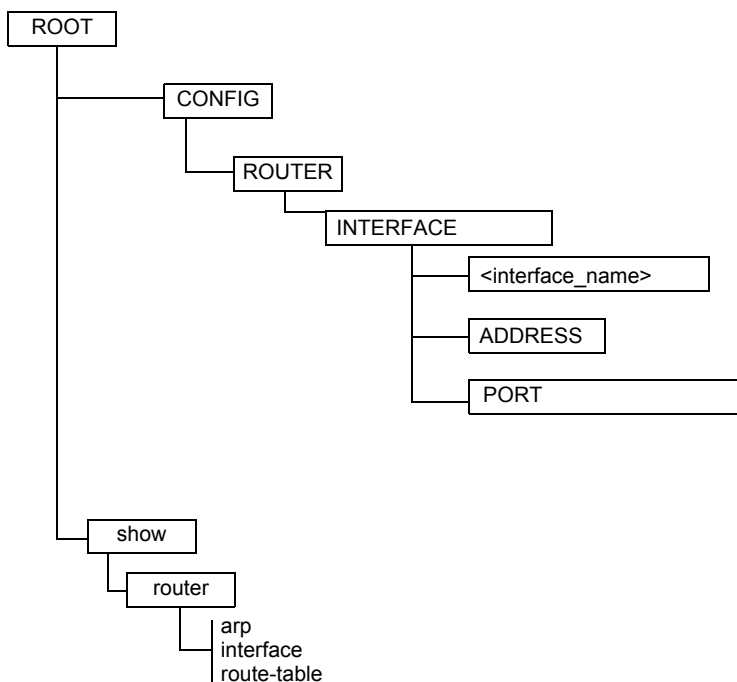 ROOT
CONFIG
ROUTER
INTERFACE
<interface_name>
ADDRESS
PORT
show
router
arp
interface
route-table